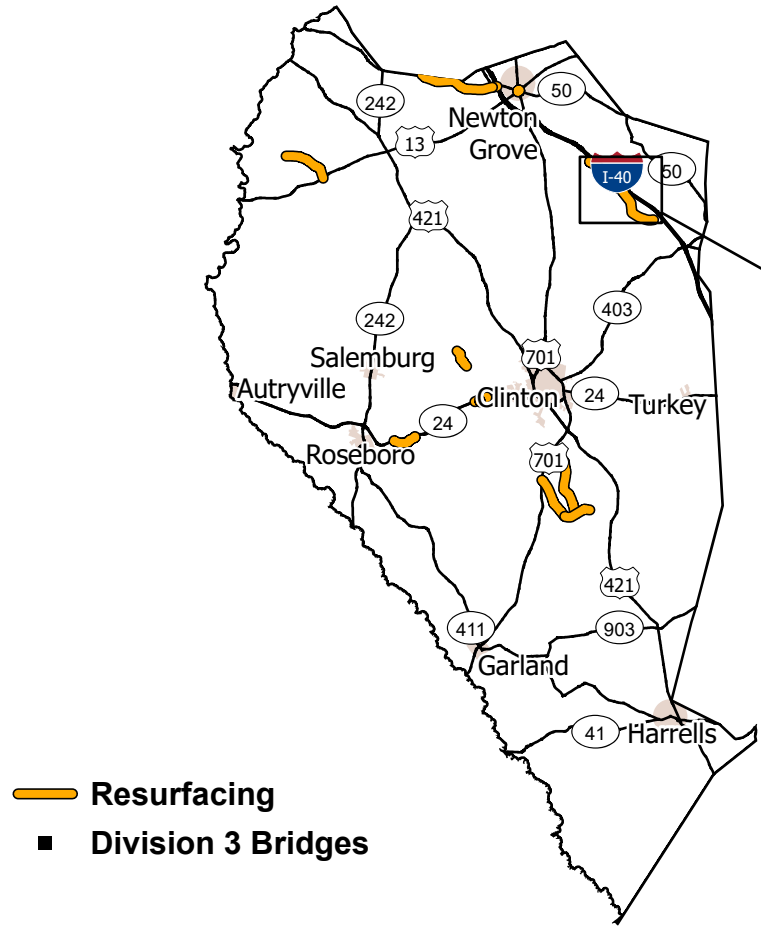 242
50
Newton
Grove
13
I-40
50
421
242
403
701
Salemburg
Autryville
Clinton
24
Turkey
24
Roseboro
701
421
411
903
Garland
41
Harrells
Resurfacing
Division 3 Bridges